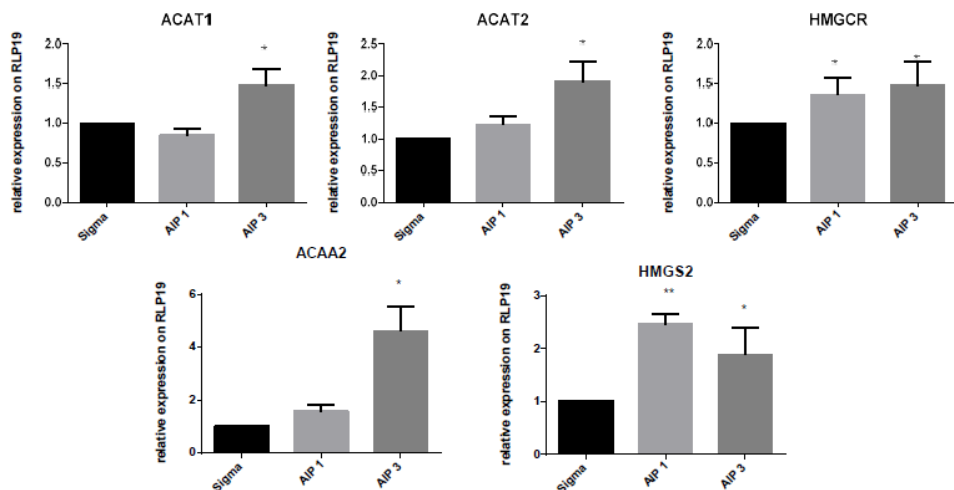 ACAT1
relative expression on RLP19
2.0
1.5
1.0
0.5
0.0
*
Sigma
AIP 1
AIP 3
ACAT2
relative expression on RLP19
2.5
2.0
1.5
1.0
0.5
0.0
*
Sigma
AIP 1
AIP 3
HMGCR
relative expression on RLP19
2.0
1.5
1.0
0.5
0.0
*
*
Sigma
AIP 1
AIP 3
ACAA2
relative expression on RLP19
6
4
2
0
*
Sigma
AIP 1
AIP 3
HMGS2
relative expression on RLP19
3
2
1
0
**
*
Sigma
AIP 1
AIP 3